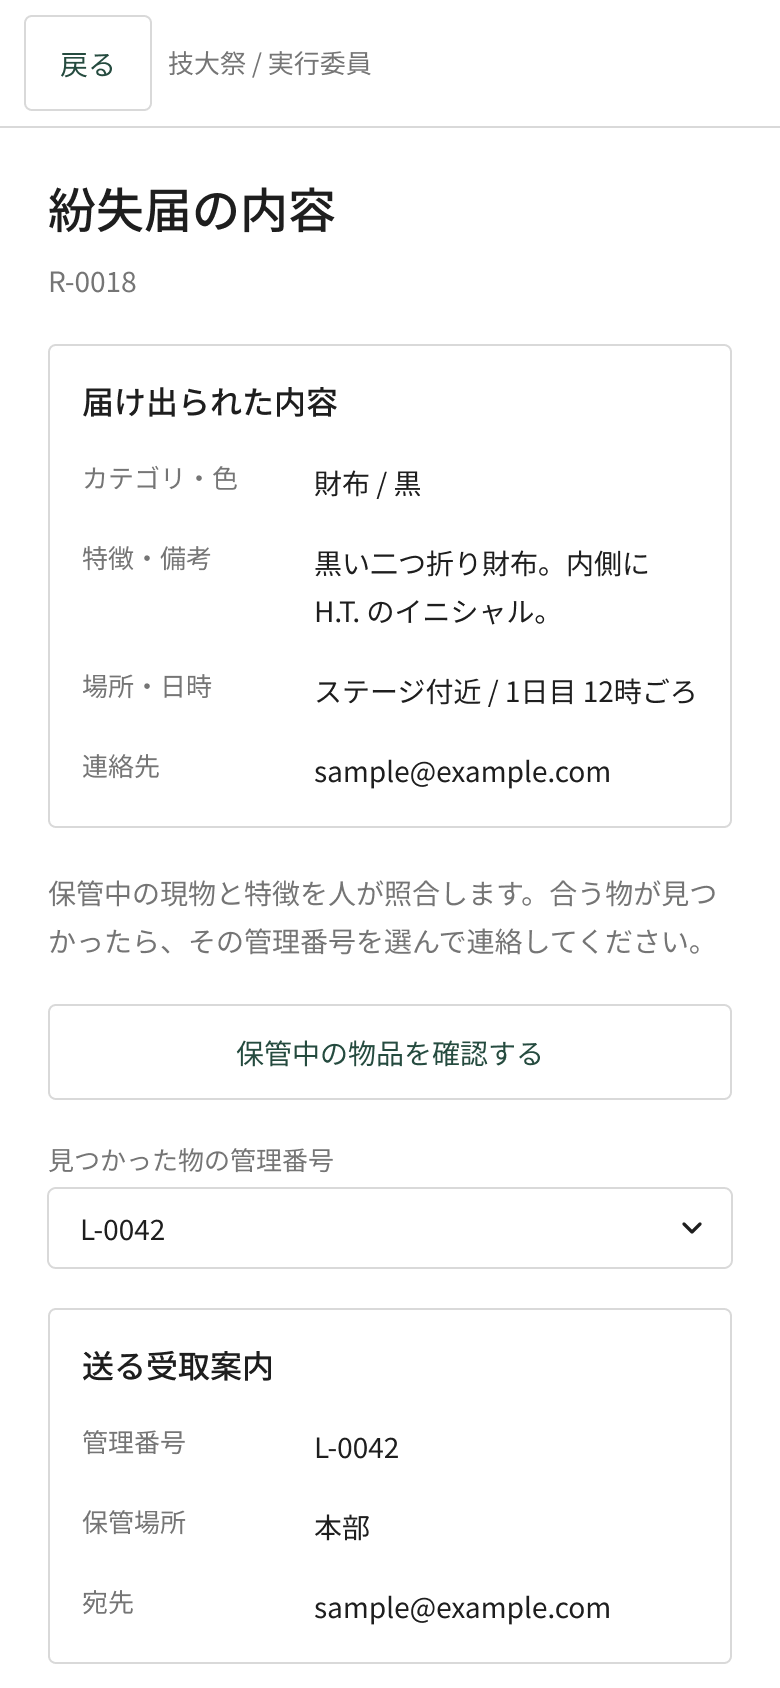 戻る
技大祭 / 実行委員
紛失届の内容
R-0018
届け出られた内容
カテゴリ・色
財布 / 黒
特徴・備考
黒い二つ折り財布。内側に
H.T. のイニシャル。
場所・日時
ステージ付近 / 1日目 12時ごろ
連絡先
sample@example.com
保管中の現物と特徴を人が照合します。合う物が見つ
かったら、その管理番号を選んで連絡してください。
保管中の物品を確認する
見つかった物の管理番号
L-0042
送る受取案内
管理番号
L-0042
保管場所
本部
宛先
sample@example.com